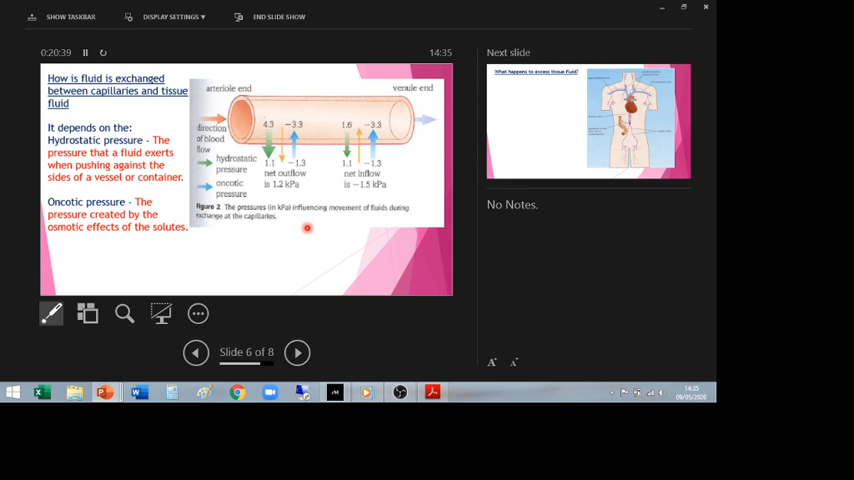 SHOW TASKBAR
DISPLAY SETTINGS ▾
END SLIDE SHOW
0:20:39
14:35
How is fluid is exchanged
between capillaries and tissue
fluid
It depends on the:
Hydrostatic pressure - The
pressure that a fluid exerts
when pushing against the
sides of a vessel or container.
Oncotic pressure - The
pressure created by the
osmotic effects of the solutes.
arteriole end
venule end
direction
of blood
flow
4.3 −3.3
1.6 −3.3
hydrostatic
pressure
oncotic
pressure
1.1 −1.3
net outflow
is 1.2 kPa
1.1 −1.3
net inflow
is −1.5 kPa
Figure 2 The pressures (in kPa) influencing movement of fluids during
exchange at the capillaries.
Next slide
What happens to excess tissue fluid?
No Notes.
Slide 6 of 8
A A
14:35
09/05/2020